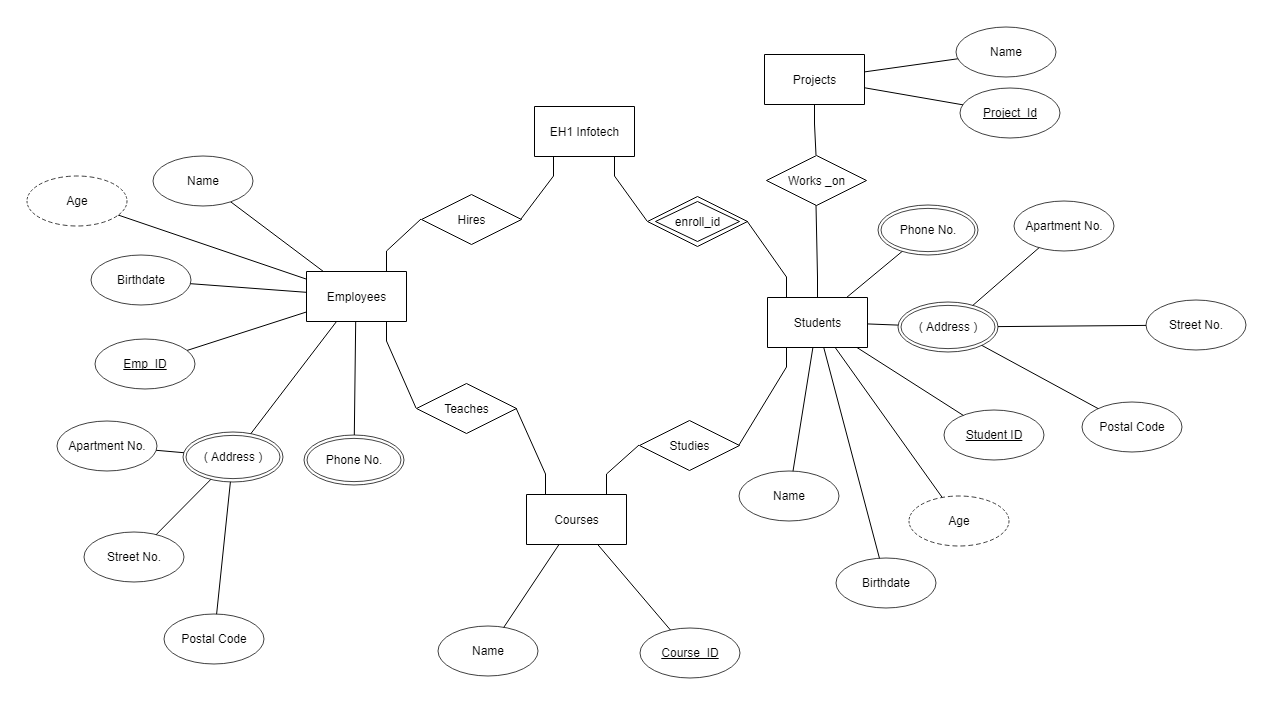 Name
Projects
Project_Id
EH1 Infotech
Name
Works _on
Age
Hires
enroll_id
Phone No.
Apartment No.
Birthdate
Employees
Students
( Address )
Street No.
Emp_ID
Teaches
Postal Code
Student ID
Apartment No.
( Address )
Phone No.
Studies
Name
Courses
Age
Street No.
Birthdate
Postal Code
Name
Course_ID